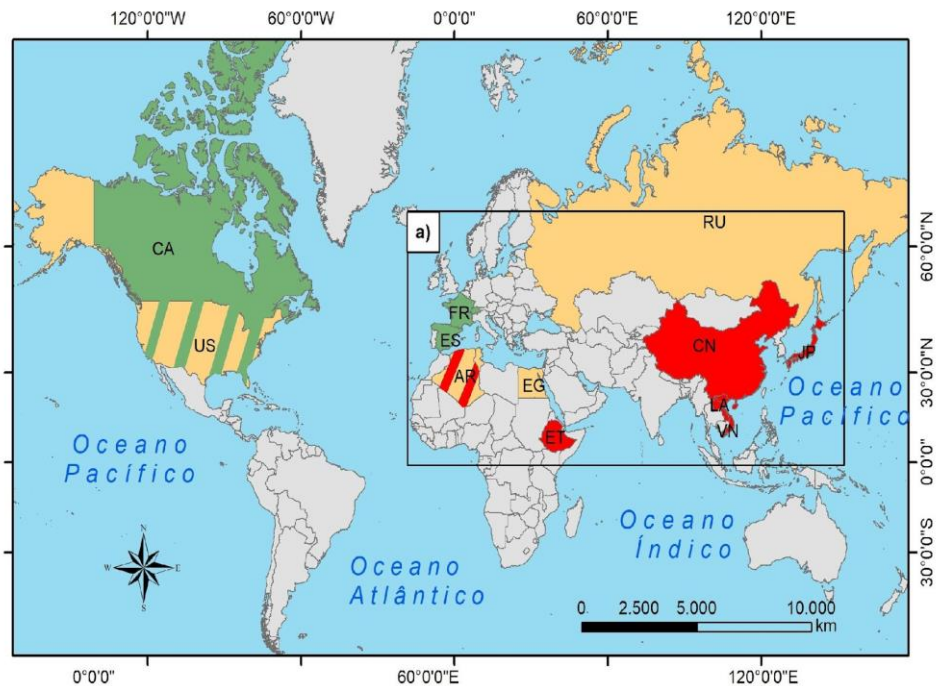 120°0'0"W 60°0'0"W 0°0'0" 60°0'0"E 120°0'0"E
a)
RU
60°0'0"N
CA
FR
US
ES
CN
JP
AR
EG
30°0'0"N
LA
Oceano
Pacífico
VN
ET
Oceano
Pacífico
0°0'0"
Oceano
Índico
N
W E
S
Oceano
Atlântico
30°0'0"S
0 2.500 5.000 10.000
km
0°0'0" 60°0'0"E 120°0'0"E